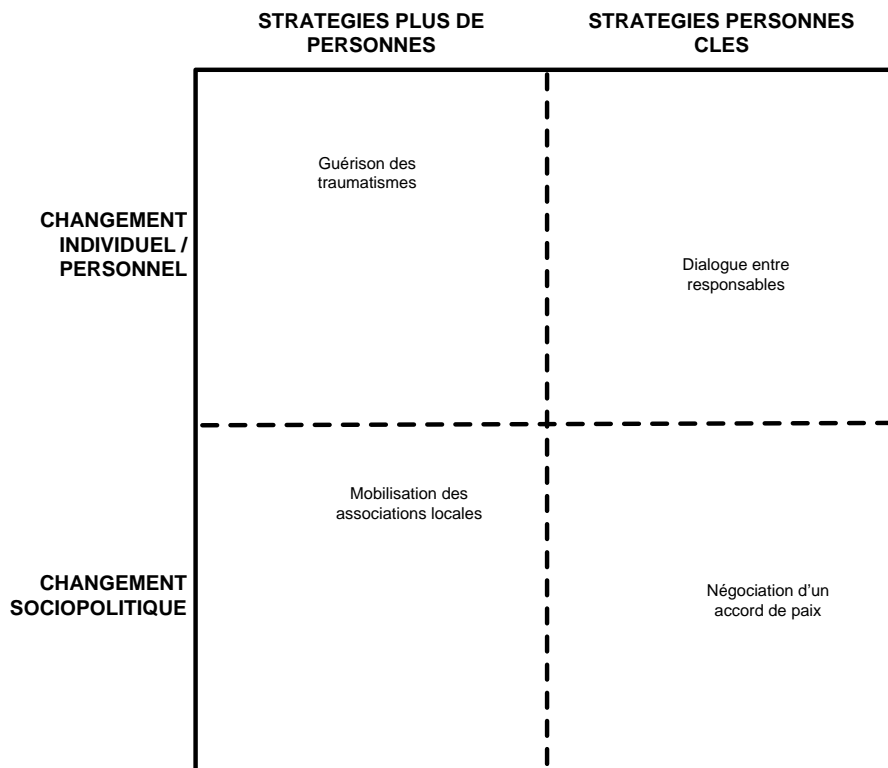 STRATEGIES PLUS DE
PERSONNES
STRATEGIES PERSONNES
CLES
Guérison des
traumatismes
CHANGEMENT
INDIVIDUEL /
PERSONNEL
Dialogue entre
responsables
Mobilisation des
associations locales
CHANGEMENT
SOCIOPOLITIQUE
Négociation d’un
accord de paix